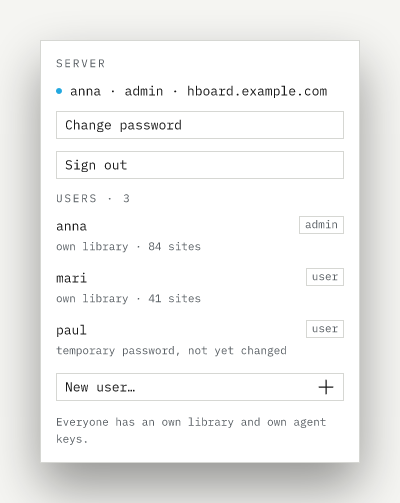 SERVER
anna · admin · hboard.example.com
Change password
Sign out
USERS · 3
anna
admin
own library · 84 sites
mari
user
own library · 41 sites
paul
user
temporary password, not yet changed
New user…
Everyone has an own library and own agent
keys.